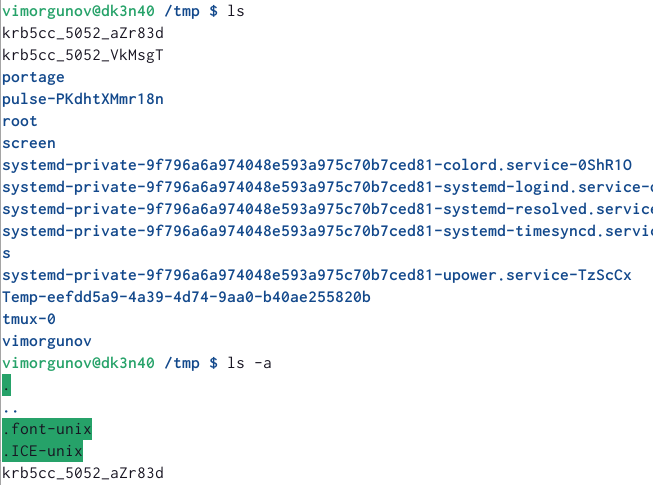 vimorgunov@dk3n40 /tmp $ ls
krb5cc_5052_aZr83d
krb5cc_5052_VkMsgT
portage
pulse-PKdhtXMmr18n
root
screen
systemd-private-9f796a6a974048e593a975c70b7ced81-colord.service-0ShR1O
systemd-private-9f796a6a974048e593a975c70b7ced81-systemd-logind.service-
systemd-private-9f796a6a974048e593a975c70b7ced81-systemd-resolved.service
systemd-private-9f796a6a974048e593a975c70b7ced81-systemd-timesyncd.servic
s
systemd-private-9f796a6a974048e593a975c70b7ced81-upower.service-TzScCx
Temp-eefdd5a9-4a39-4d74-9aa0-b40ae255820b
tmux-0
vimorgunov
vimorgunov@dk3n40 /tmp $ ls -a
.
..
.font-unix
.ICE-unix
krb5cc_5052_aZr83d